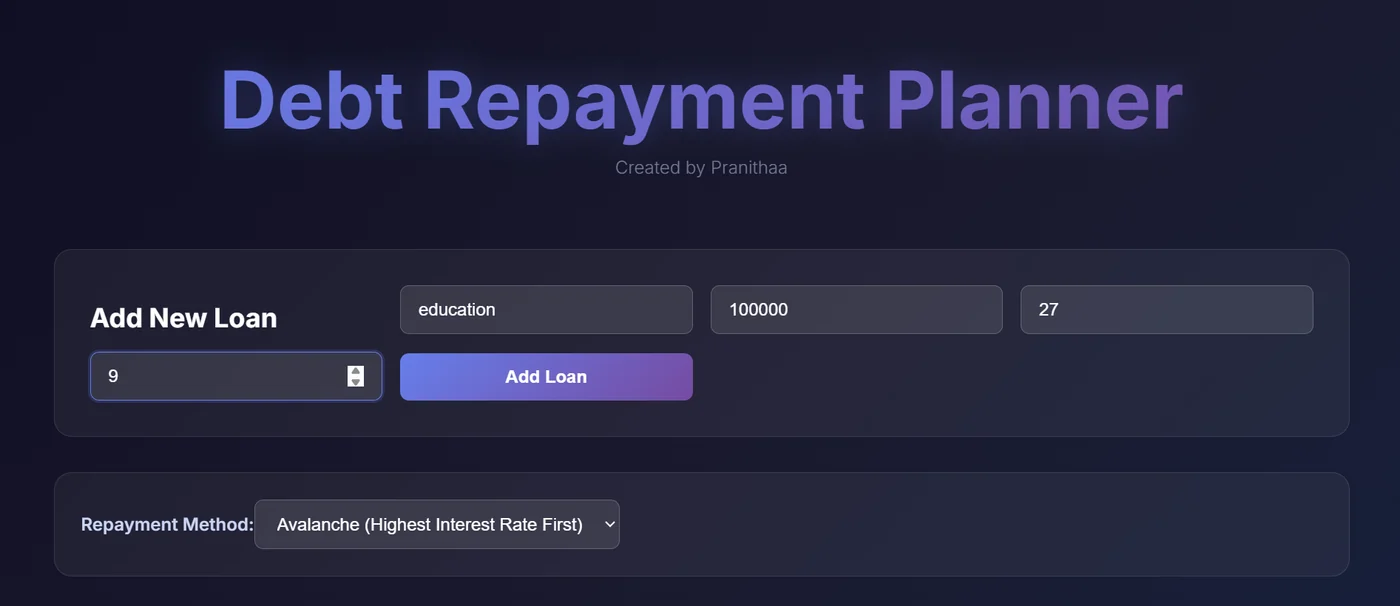 Debt Repayment Planner
Created by Pranithaa
Add New Loan
education
100000
27
9
Add Loan
Repayment Method:
Avalanche (Highest Interest Rate First)